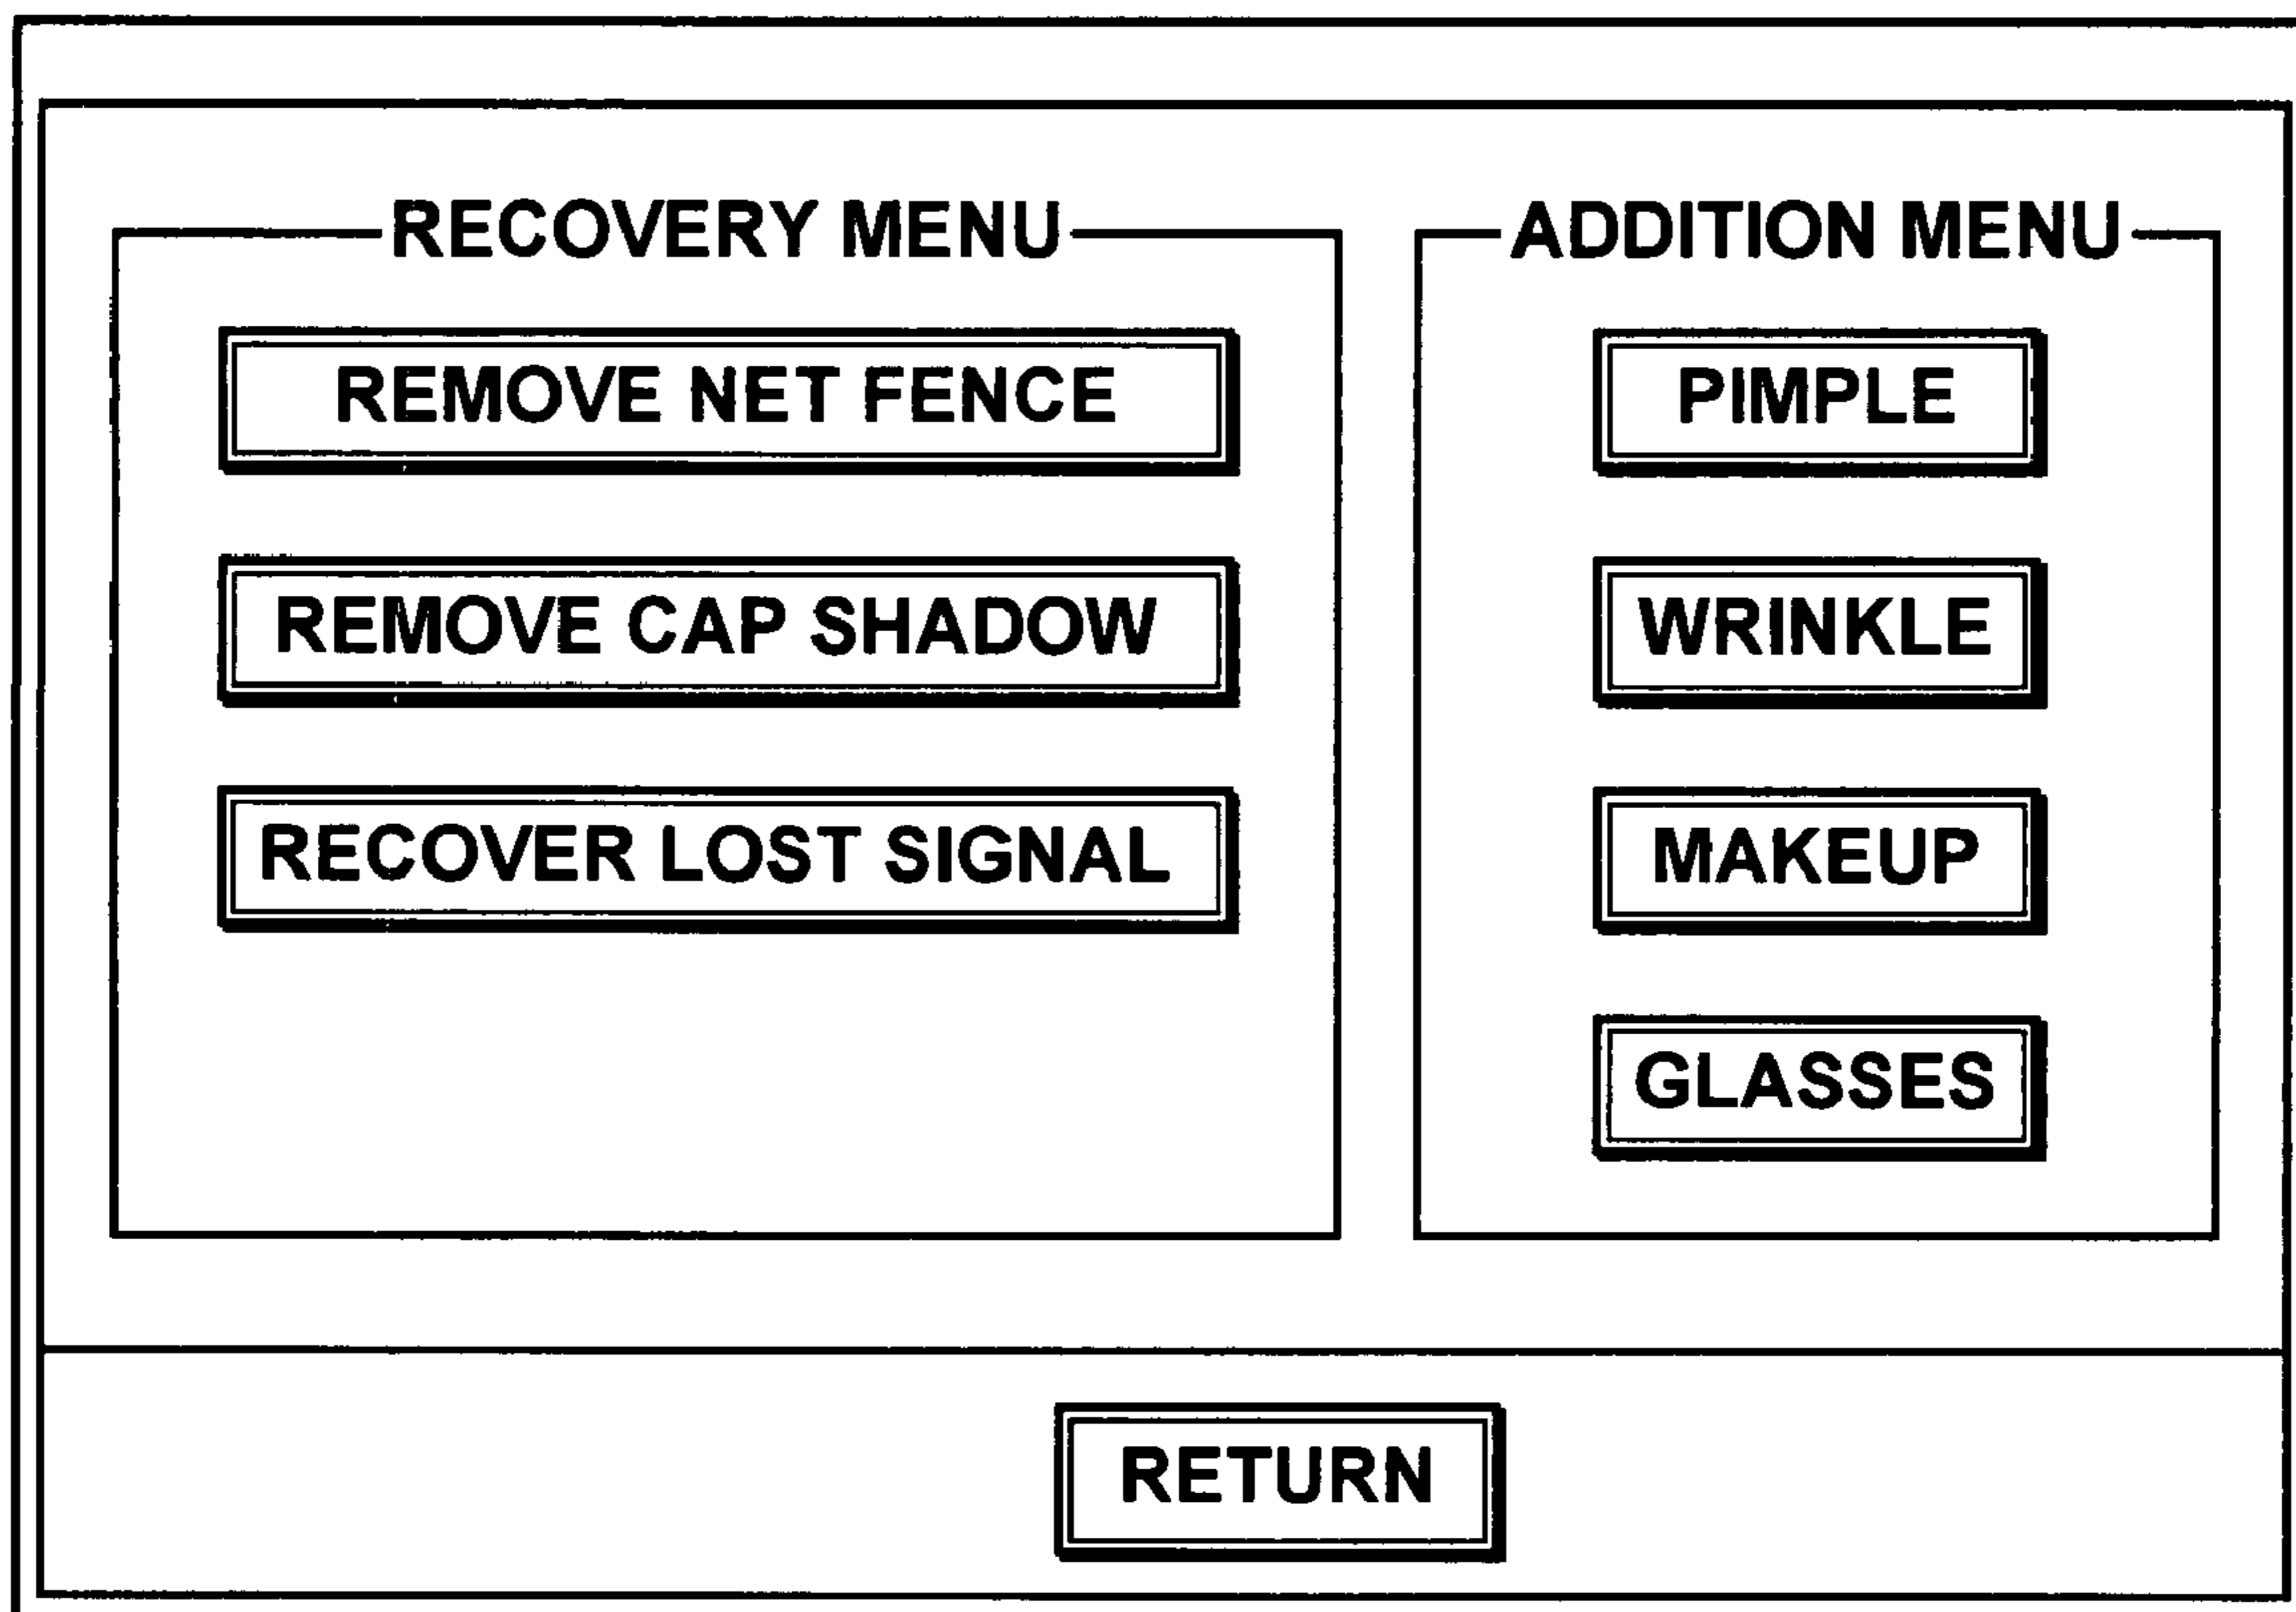 RECOVERY MENU
REMOVE NET FENCE
REMOVE CAP SHADOW
RECOVER LOST SIGNAL
ADDITION MENU
PIMPLE
WRINKLE
MAKEUP
GLASSES
RETURN